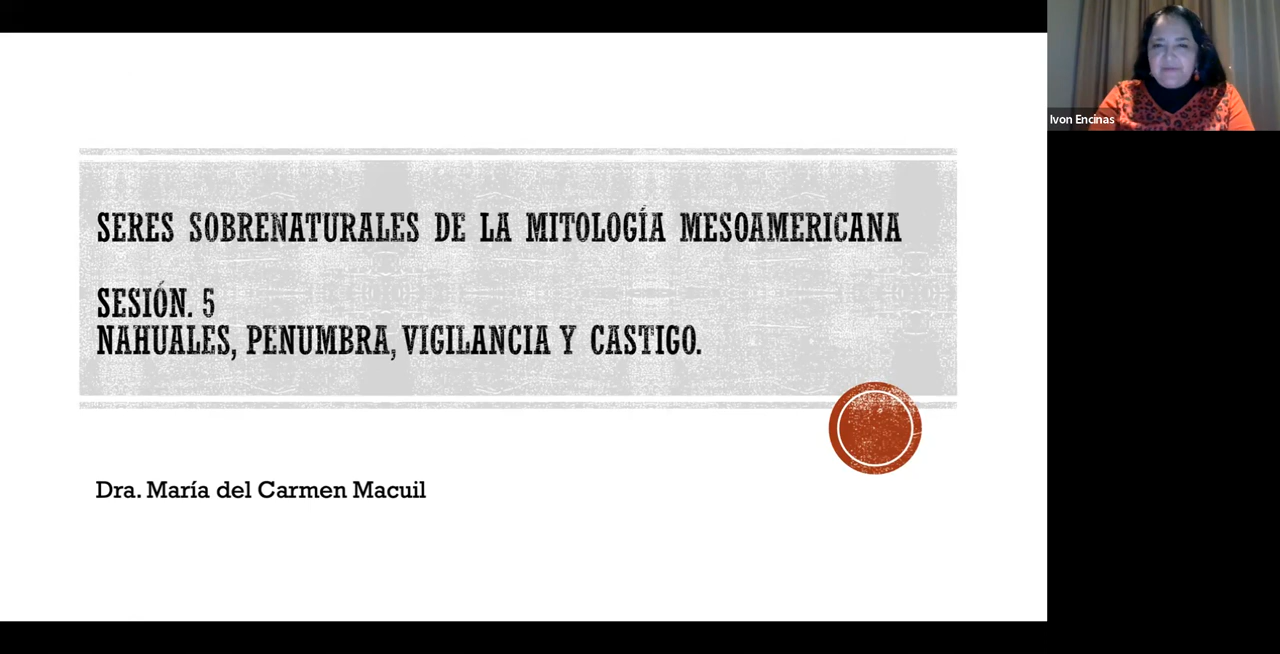 SERES SOBRENATURALES DE LA MITOLOGÍA MESOAMERICANA
SESIÓN. 5
NAHUALES, PENUMBRA, VIGILANCIA Y CASTIGO.
Dra. María del Carmen Macuil
Ivon Encinas